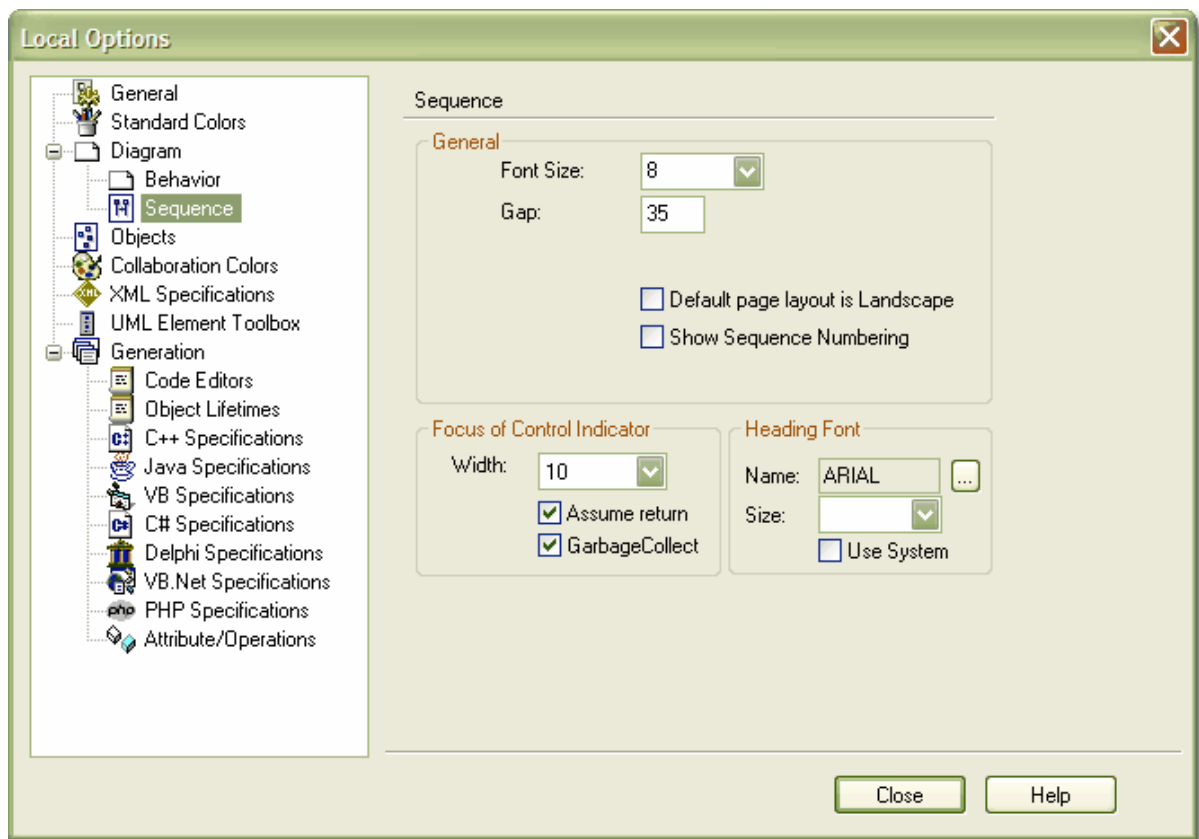 Local Options
General
Standard Colors
Diagram
Behavior
Sequence
Objects
Collaboration Colors
XML Specifications
UML Element Toolbox
Generation
Code Editors
Object Lifetimes
C++ Specifications
Java Specifications
VB Specifications
C# Specifications
Delphi Specifications
VB.Net Specifications
php PHP Specifications
Attribute/Operations
Sequence
General
Font Size: 8
Gap: 35
Default page layout is Landscape
Show Sequence Numbering
Focus of Control Indicator
Width: 10
Assume return
GarbageCollect
Heading Font
Name: ARIAL ...
Size:
Use System
Close Help